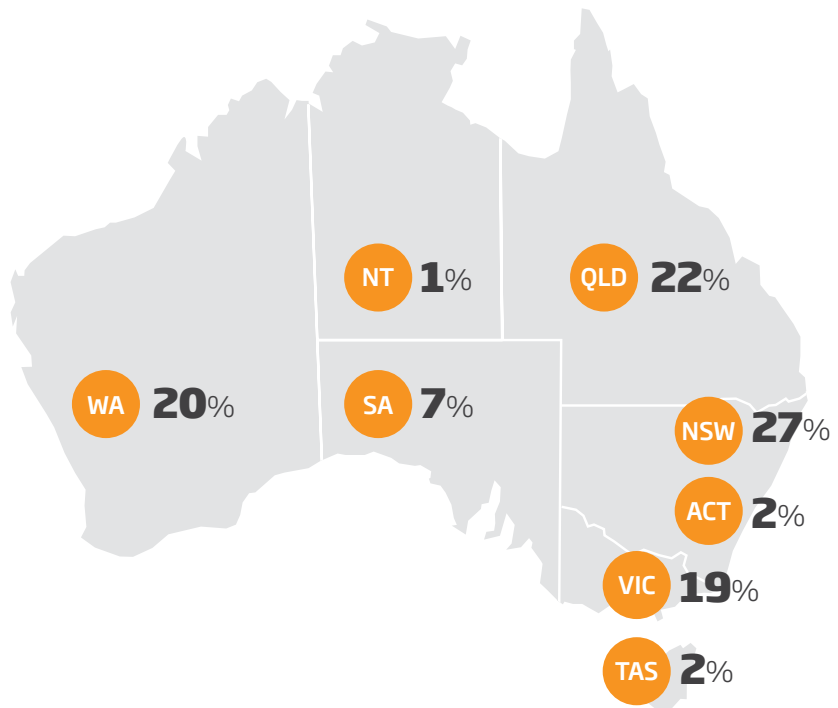 NT 1%
QLD 22%
WA 20%
SA 7%
NSW 27%
ACT 2%
VIC 19%
TAS 2%